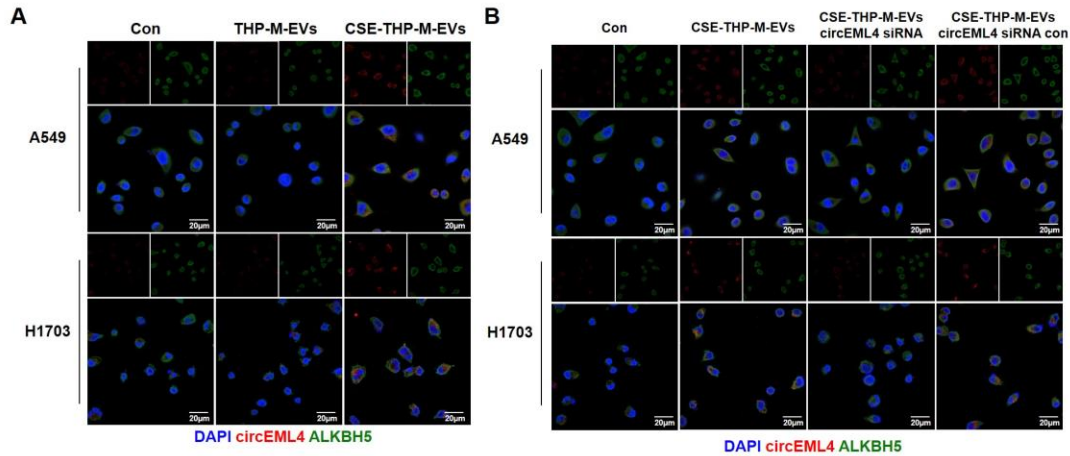 A
Con THP-M-EVs CSE-THP-M-EVs
A549
20μm 20μm 20μm
H1703
20μm 20μm 20μm
DAPI circEML4 ALKBH5
B
Con CSE-THP-M-EVs CSE-THP-M-EVs circEML4 siRNA CSE-THP-M-EVs circEML4 siRNA con
A549
20μm 20μm 20μm 20μm
H1703
20μm 20μm 20μm 20μm
DAPI circEML4 ALKBH5